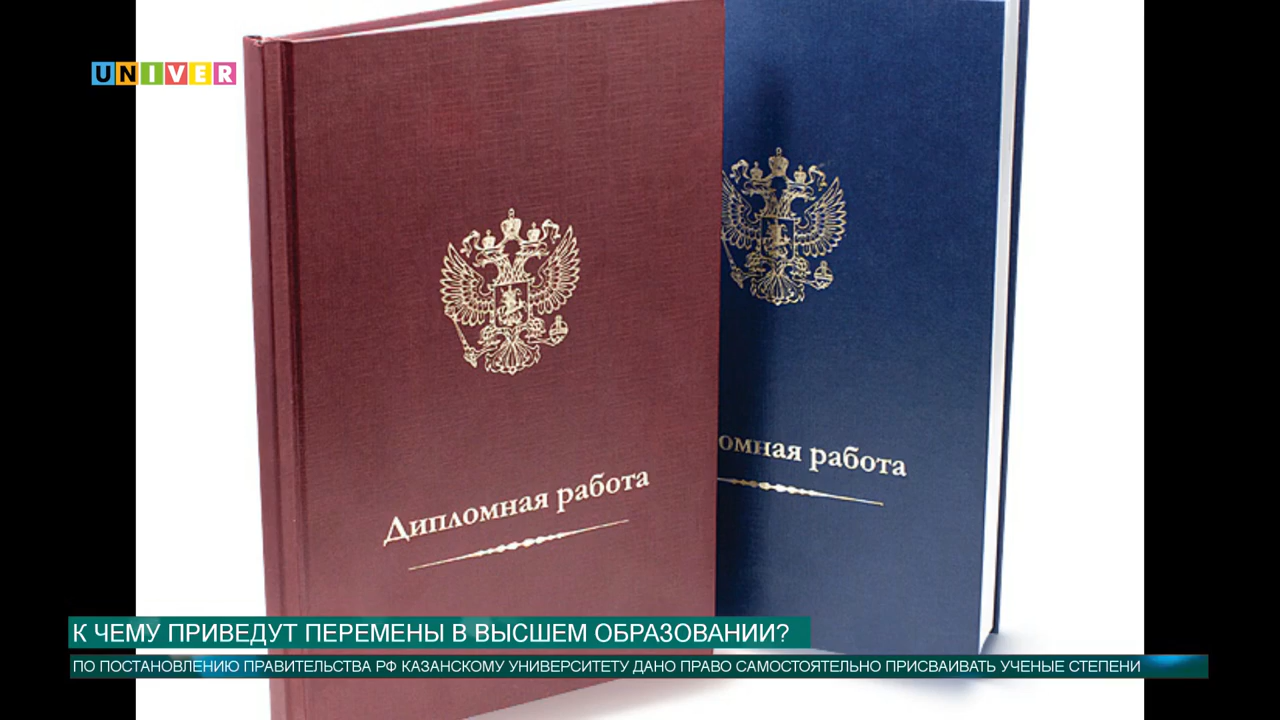 UNIVER
Дипломная работа
омная работа
К ЧЕМУ ПРИВЕДУТ ПЕРЕМЕНЫ В ВЫСШЕМ ОБРАЗОВАНИИ?
ПО ПОСТАНОВЛЕНИЮ ПРАВИТЕЛЬСТВА РФ КАЗАНСКОМУ УНИВЕРСИТЕТУ ДАНО ПРАВО САМОСТОЯТЕЛЬНО ПРИСВАИВАТЬ УЧЕНЫЕ СТЕПЕНИ